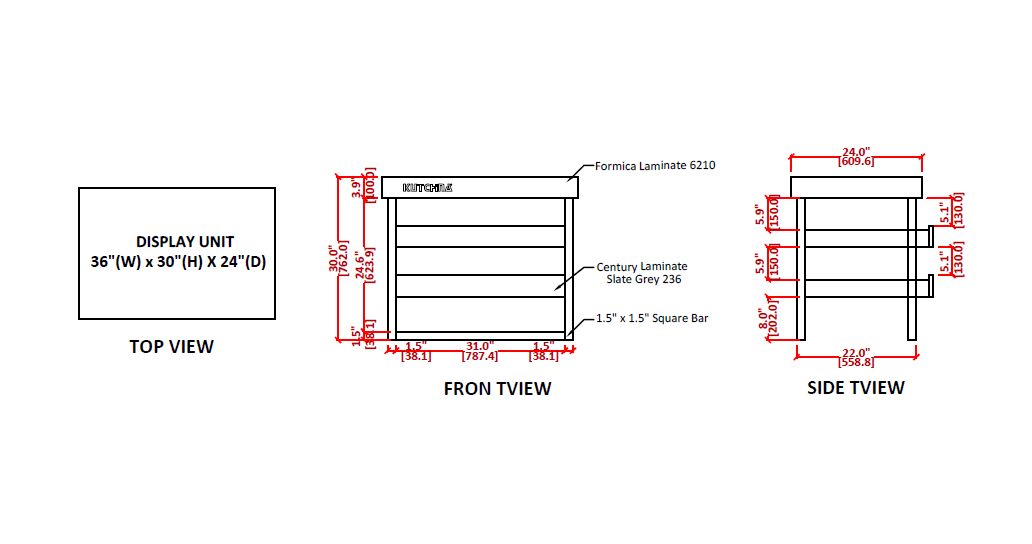 DISPLAY UNIT
36"(W) x 30"(H) X 24"(D)
TOP VIEW
KUTCHINA
Formica Laminate 6210
Century Laminate
Slate Grey 236
1.5" x 1.5" Square Bar
30.0"
[762.0]
3.9"
[100.0]
24.6"
[623.9]
1.5"
[38.1]
1.5"
[38.1]
31.0"
[787.4]
1.5"
[38.1]
FRON TVIEW
24.0"
[609.6]
5.9"
[150.0]
5.1"
[130.0]
5.9"
[150.0]
5.1"
[130.0]
8.0"
[202.0]
22.0"
[558.8]
SIDE TVIEW